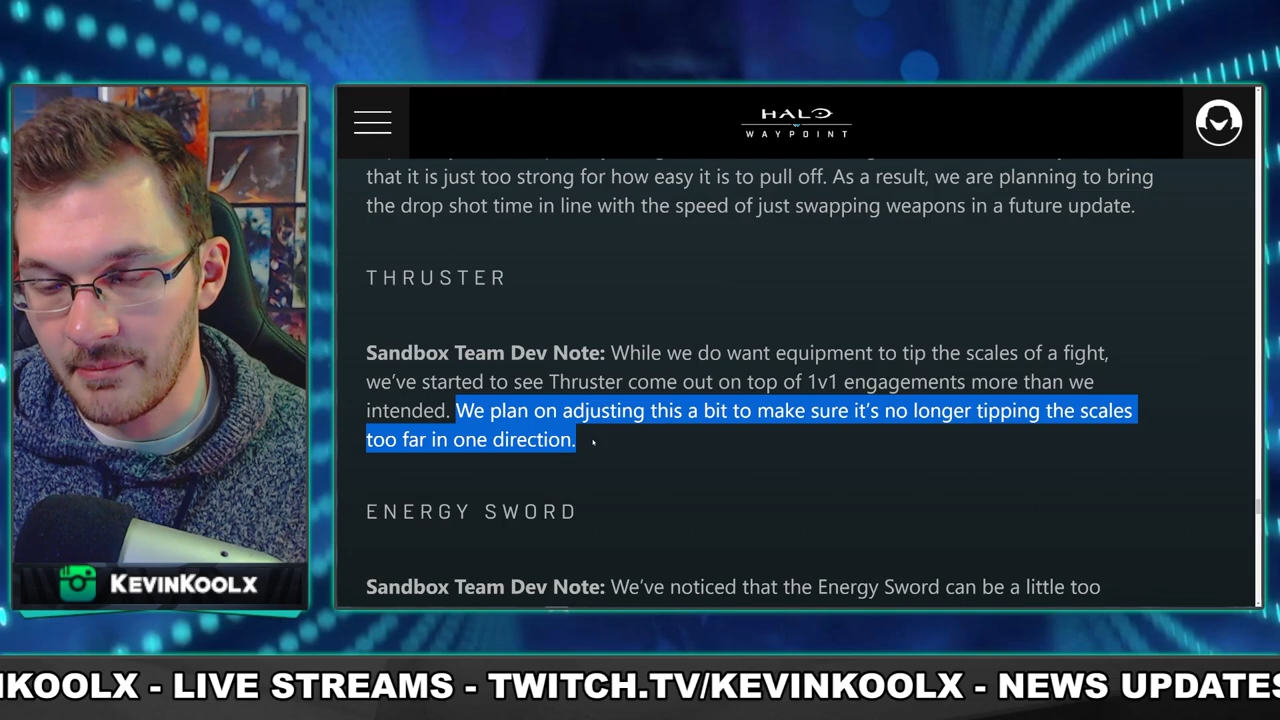 HALO
WAYPOINT
that it is just too strong for how easy it is to pull off. As a result, we are planning to bring
the drop shot time in line with the speed of just swapping weapons in a future update.
THRUSTER
Sandbox Team Dev Note: While we do want equipment to tip the scales of a fight,
we've started to see Thruster come out on top of 1v1 engagements more than we
intended. We plan on adjusting this a bit to make sure it's no longer tipping the scales
too far in one direction.
ENERGY SWORD
Sandbox Team Dev Note: We've noticed that the Energy Sword can be a little too
KEVINKOOLX
NKOOLX - LIVE STREAMS - TWITCH.TV/KEVINKOOLX - NEWS UPDATES